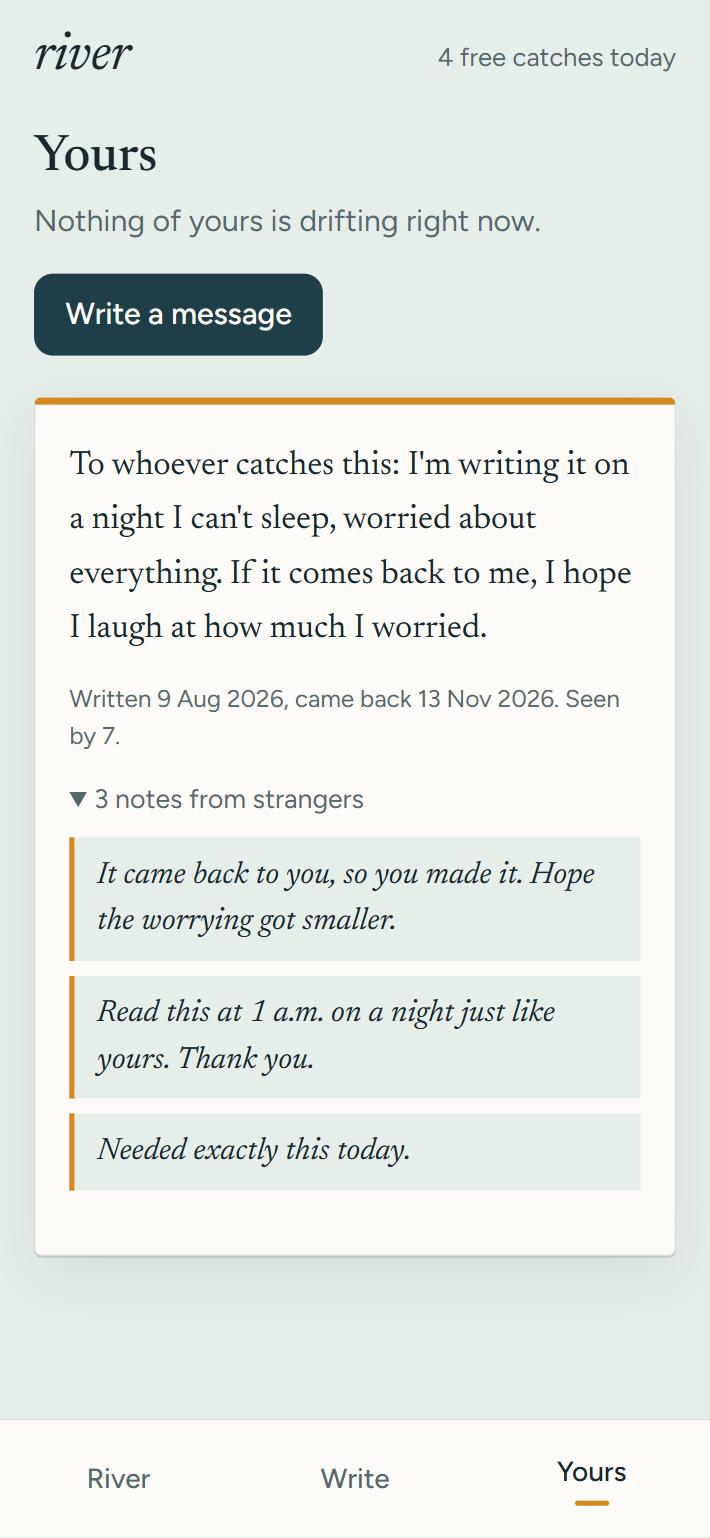 river
4 free catches today
Yours
Nothing of yours is drifting right now.
Write a message
To whoever catches this: I'm writing it on
a night I can't sleep, worried about
everything. If it comes back to me, I hope
I laugh at how much I worried.
Written 9 Aug 2026, came back 13 Nov 2026. Seen
by 7.
▼ 3 notes from strangers
It came back to you, so you made it. Hope
the worrying got smaller.
Read this at 1 a.m. on a night just like
yours. Thank you.
Needed exactly this today.
River
Write
Yours